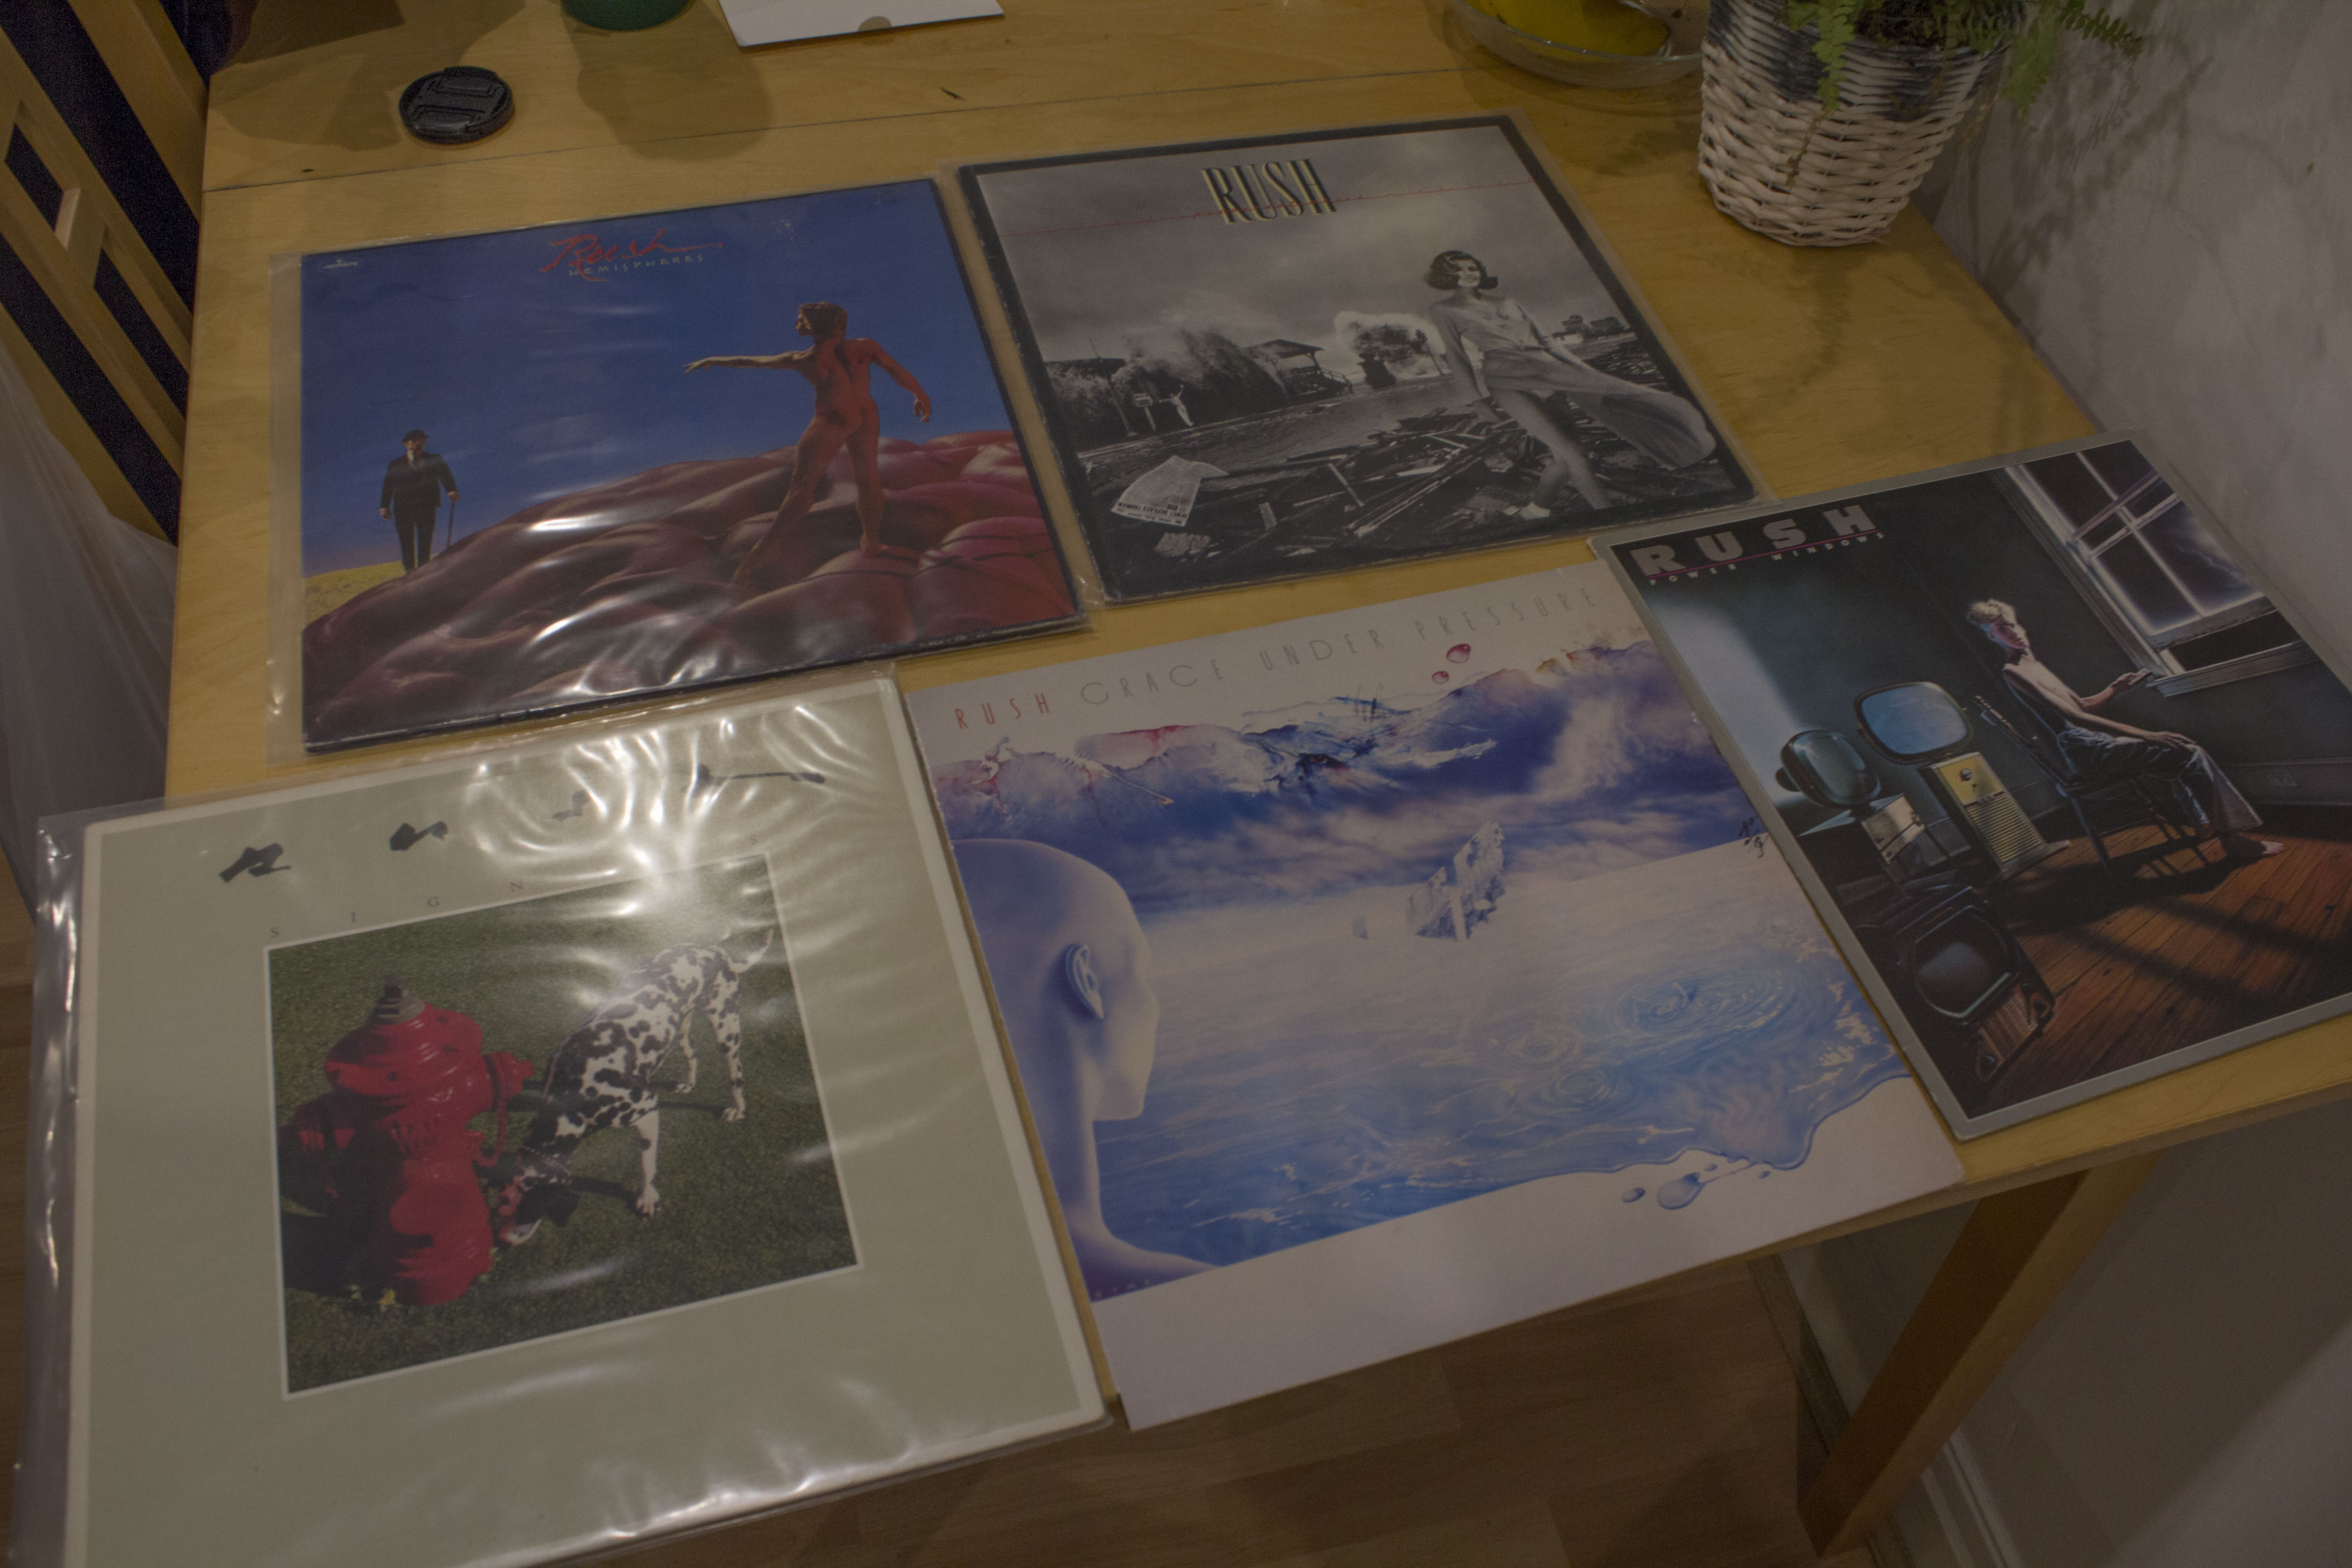 Rush
HEMISPHERES
RUSH
RUSH
POWER WINDOWS
RUSH GRACE UNDER PRESSURE
SIGNALS